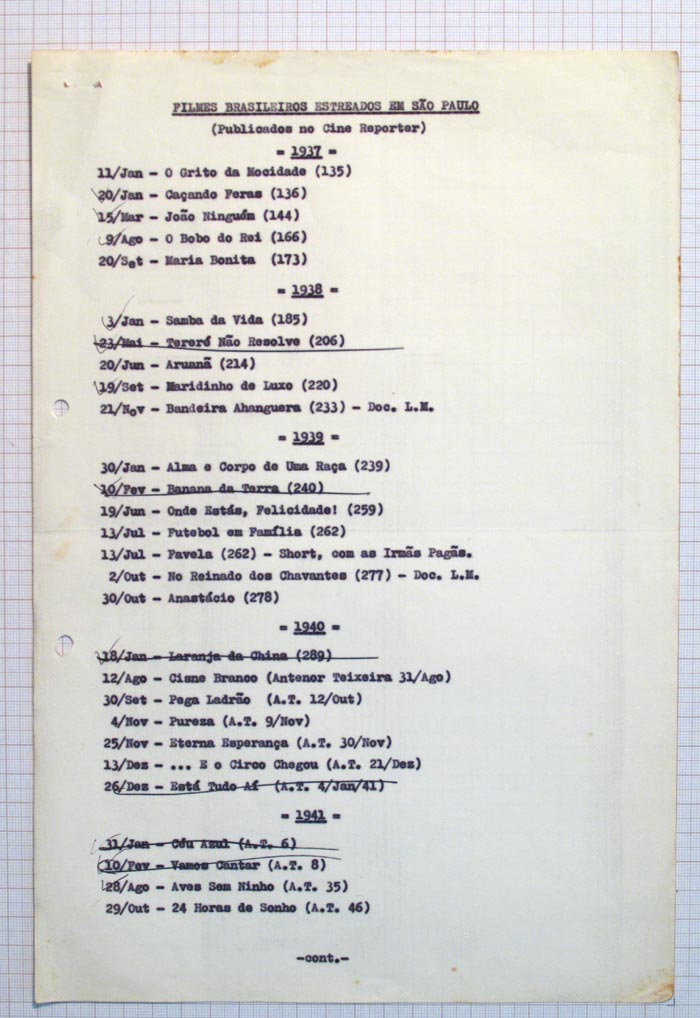 FILMES BRASILEIROS ESTREADOS EM SÃO PAULO
(Publicados no Cine Reporter)
- 1937 -
11/Jan - O Grito da Mocidade (135)
20/Jan - Caçando Feras (136)
15/Mar - João Ninguém (144)
9/Ago - O Bobo do Rei (166)
20/Set - Maria Bonita (173)
- 1938 -
3/Jan - Samba da Vida (185)
23/Mai - Tereré Não Resolve (206)
20/Jun - Aruanã (214)
19/Set - Maridinho de Luxo (220)
21/Nov - Bandeira Ahanguera (233) - Doc. L.M.
- 1939 -
30/Jan - Alma e Corpo de Uma Raça (239)
10/Fev - Banana da Terra (240)
19/Jun - Onde Estás, Felicidade! (259)
13/Jul - Futebol em Família (262)
13/Jul - Favela (262) - Short, com as Irmãs Pagãs.
2/Out - No Reinado dos Chavantes (277) - Doc. L.M.
30/Out - Anastácio (278)
- 1940 -
18/Jan - Laranja da China (289)
12/Ago - Cisne Branco (Antenor Teixeira 31/Ago)
30/Set - Pega Ladrão (A.T. 12/Out)
4/Nov - Pureza (A.T. 9/Nov)
25/Nov - Eterna Esperança (A.T. 30/Nov)
13/Dez - ... E o Circo Chegou (A.T. 21/Dez)
26/Dez - Está Tudo Aí (A.T. 4/Jan/41)
- 1941 -
31/Jan - Céu Azul (A.T. 6)
10/Fev - Vamos Cantar (A.T. 8)
28/Ago - Aves Sem Ninho (A.T. 35)
29/Out - 24 Horas de Sonho (A.T. 46)
-cont.-